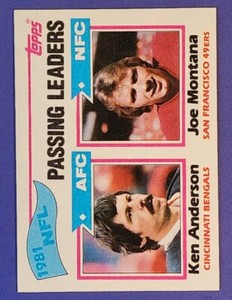 topps
1981 NFL
PASSING LEADERS
AFC
NFC
Ken Anderson
CINCINNATI BENGALS
Joe Montana
SAN FRANCISCO 49ERS